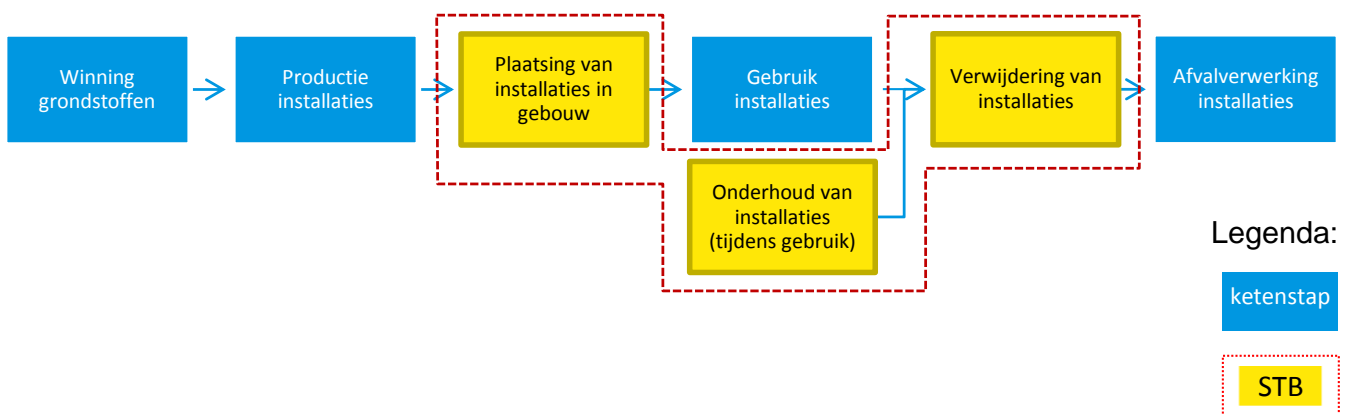 Winning
grondstoffen
Productie
installaties
Plaatsing van
installaties in
gebouw
Gebruik
installaties
Verwijdering van
installaties
Afvalverwerking
installaties
Onderhoud van
installaties
(tijdens gebruik)
Legenda:
ketenstap
STB